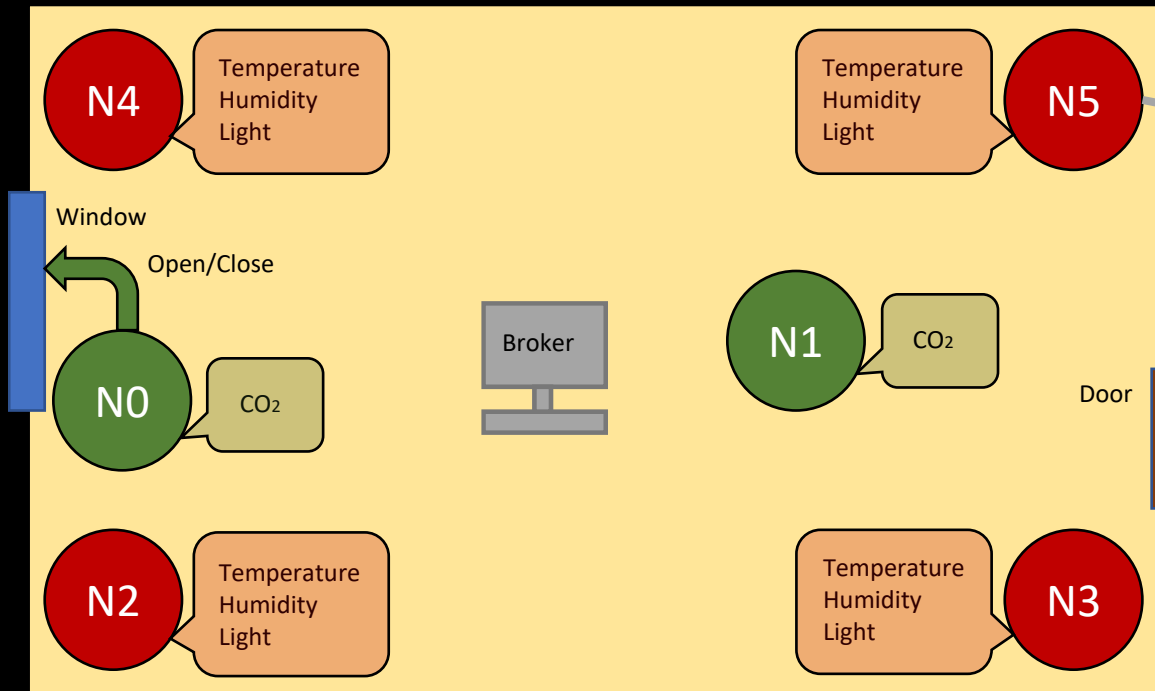 N4
Temperature
Humidity
Light
Temperature
Humidity
Light
N5
Window
Open/Close
Broker
N1
CO₂
Door
N0
CO₂
N2
Temperature
Humidity
Light
Temperature
Humidity
Light
N3